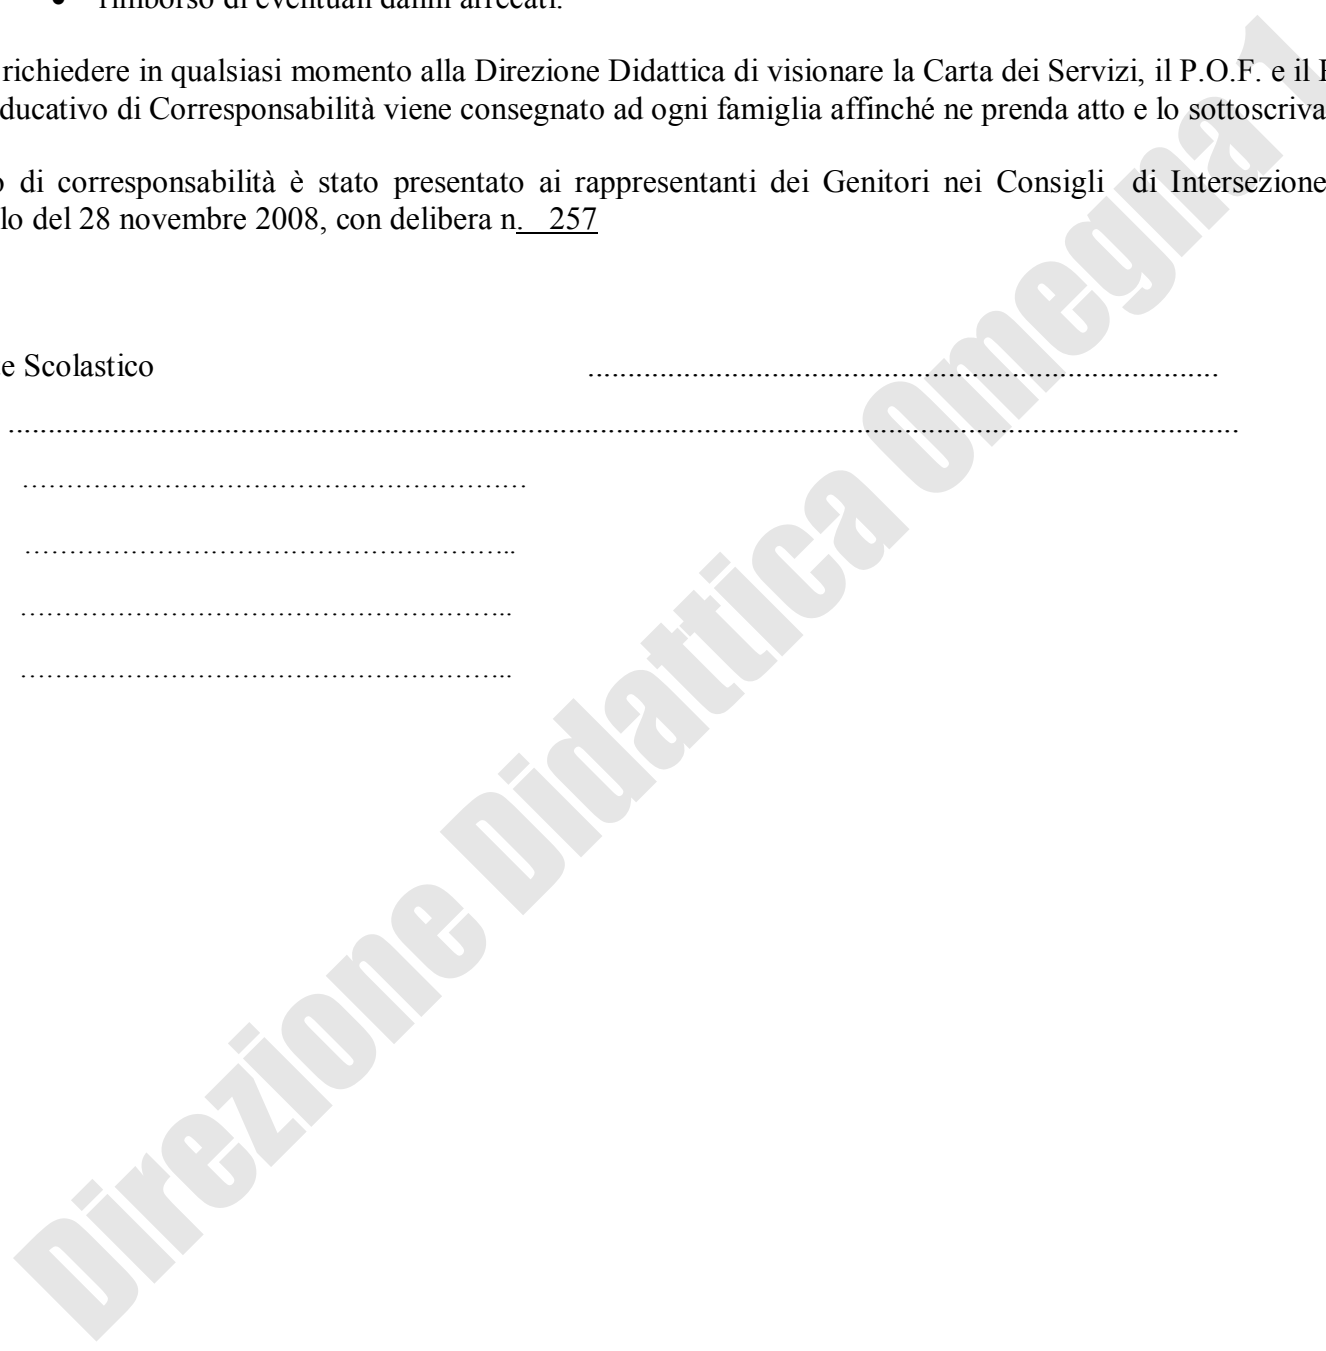 • rimborso di eventuali danni arrecati.
richiedere in qualsiasi momento alla Direzione Didattica di visionare la Carta dei Servizi, il P.O.F. e il
ducativo di Corresponsabilità viene consegnato ad ogni famiglia affinché ne prenda atto e lo sottoscriva
o di corresponsabilità è stato presentato ai rappresentanti dei Genitori nei Consigli di Intersezione
lo del 28 novembre 2008, con delibera n. 257
e Scolastico ..............................................................................
........................................................................................................................................................
…………………………………………………
………………………………………………..
………………………………………………..
………………………………………………..
Direzione Didattica Omegna 1